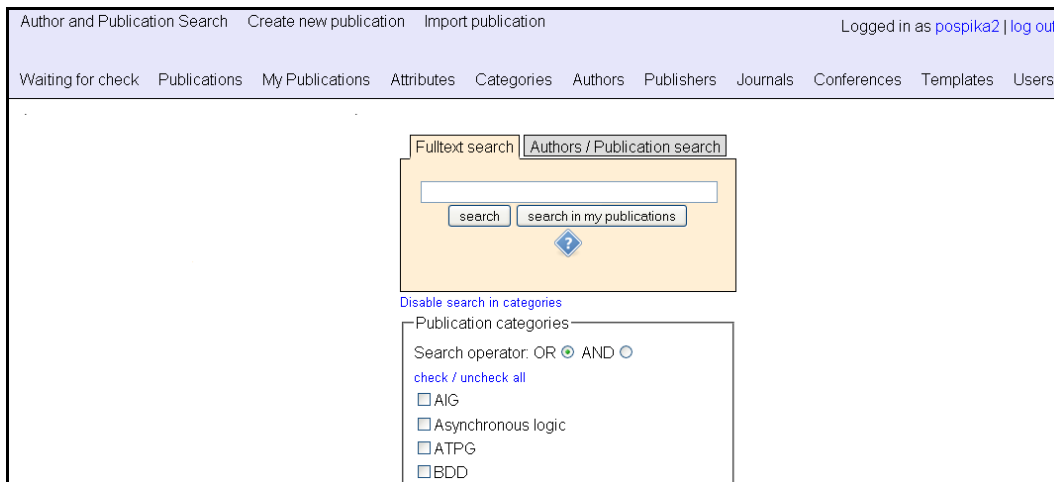 Author and Publication Search Create new publication Import publication Logged in as pospika2 | log out
Waiting for check Publications My Publications Attributes Categories Authors Publishers Journals Conferences Templates Users
Fulltext search Authors / Publication search
search search in my publications
?
Disable search in categories
Publication categories
Search operator: OR AND
check / uncheck all
AIG
Asynchronous logic
ATPG
BDD